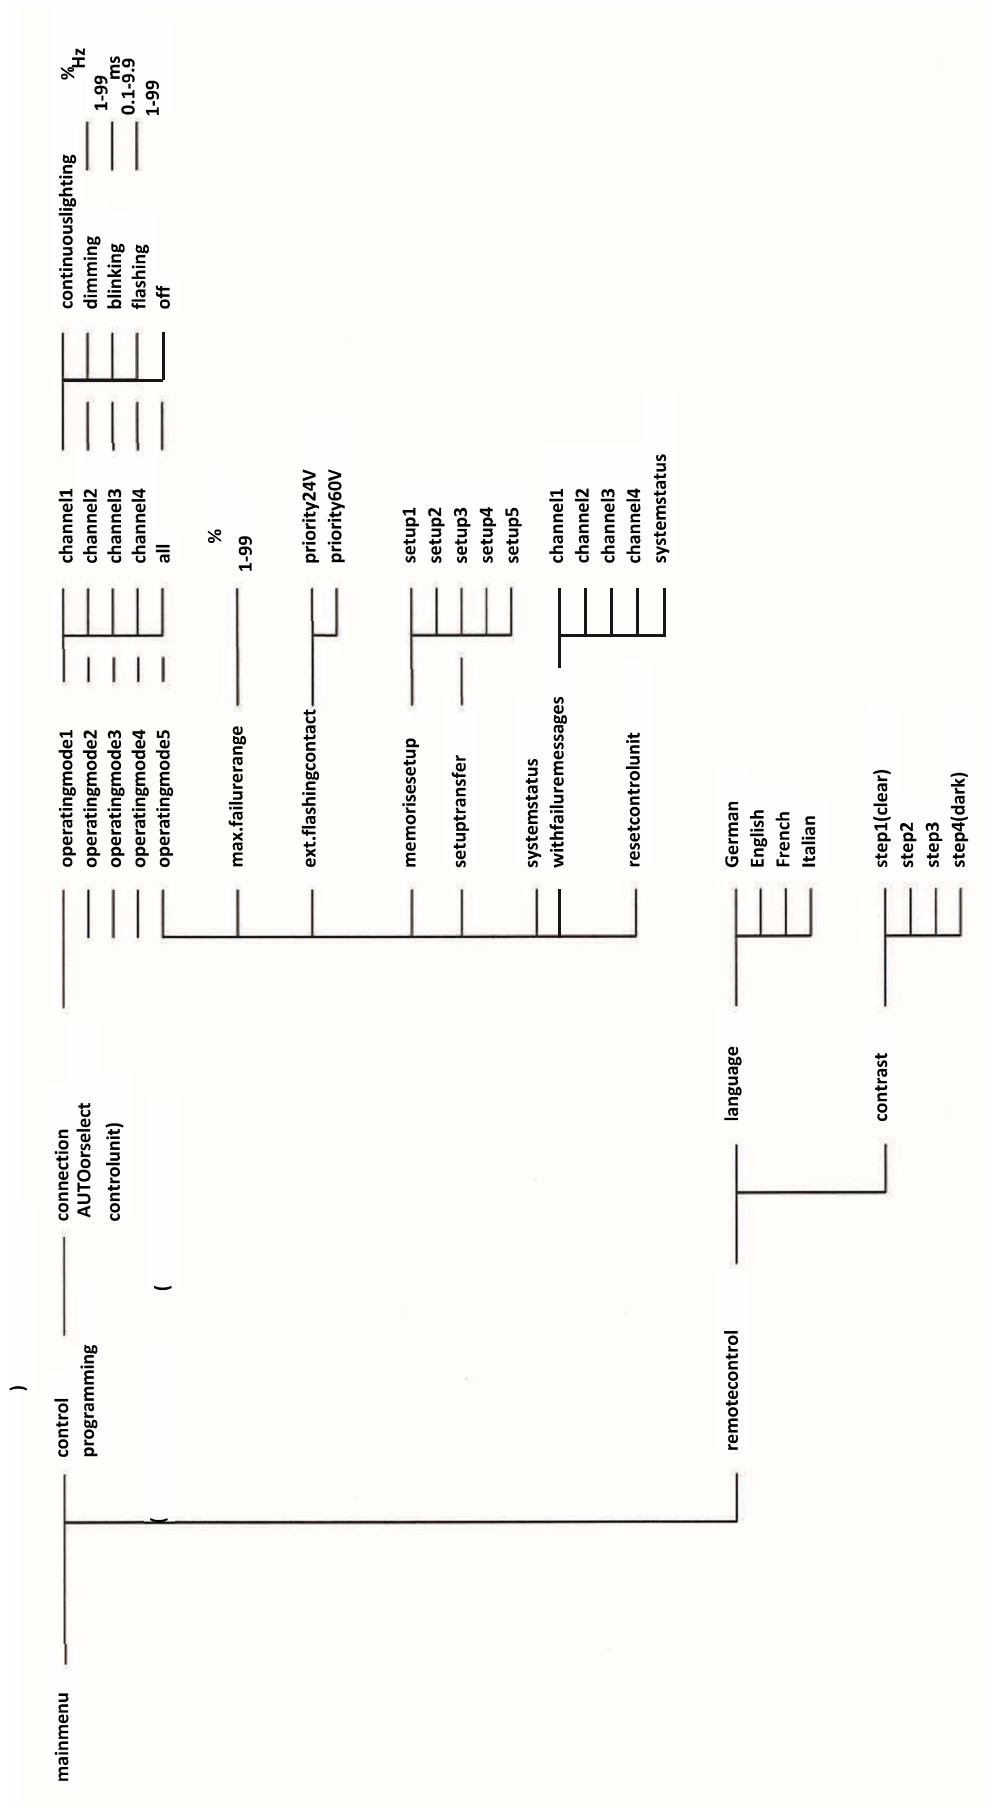 mainmenu
control
programming
)
(
(
connection
AUTOorselect
controlunit)
operatingmode1
operatingmode2
operatingmode3
operatingmode4
operatingmode5
channel1
channel2
channel3
channel4
all
continuouslighting
dimming
blinking
flashing
off
%
Hz
1-99
ms
0.1-9.9
1-99
max.failurerange
%
1-99
ext.flashingcontact
priority24V
priority60V
memorisesetup
setuptransfer
setup1
setup2
setup3
setup4
setup5
systemstatus
withfailuremessages
channel1
channel2
channel3
channel4
systemstatus
resetcontrolunit
remotecontrol
language
German
English
French
Italian
contrast
step1(clear)
step2
step3
step4(dark)